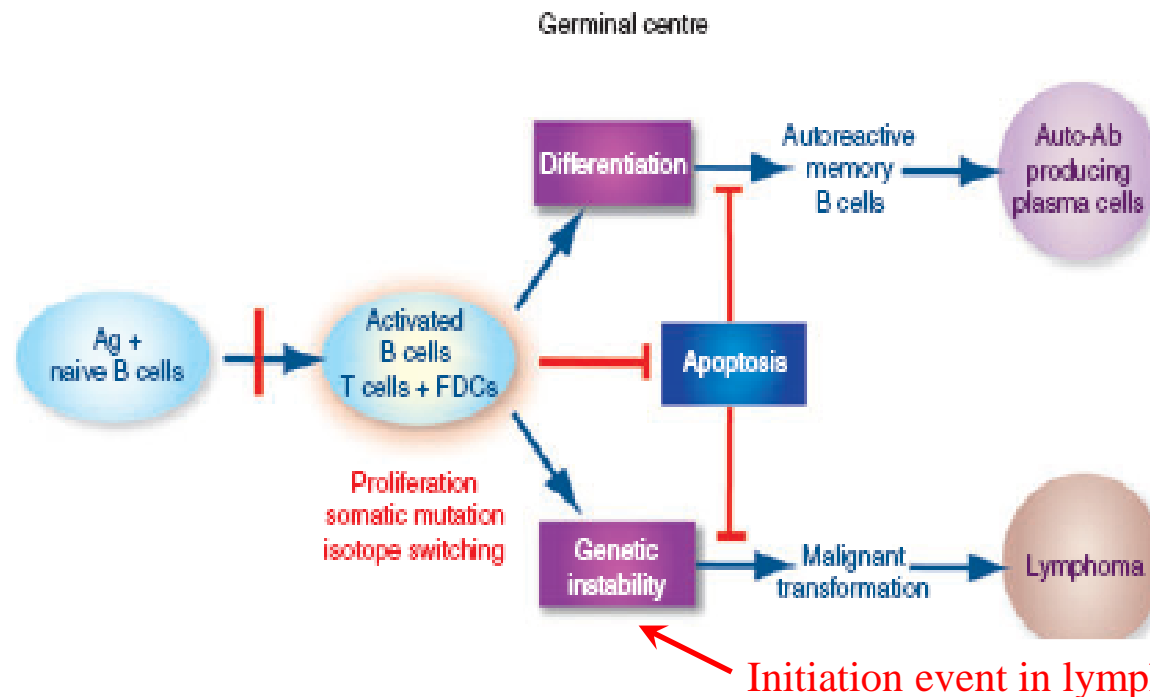 Germinal centre
Differentiation
Autoreactive
memory
B cells
Auto-Ab
producing
plasma cells
Ag +
naive B cells
Activated
B cells
T cells + FDCs
Apoptosis
Proliferation
somatic mutation
isotope switching
Genetic
instability
Malignant
transformation
Lymphoma
Initiation event in